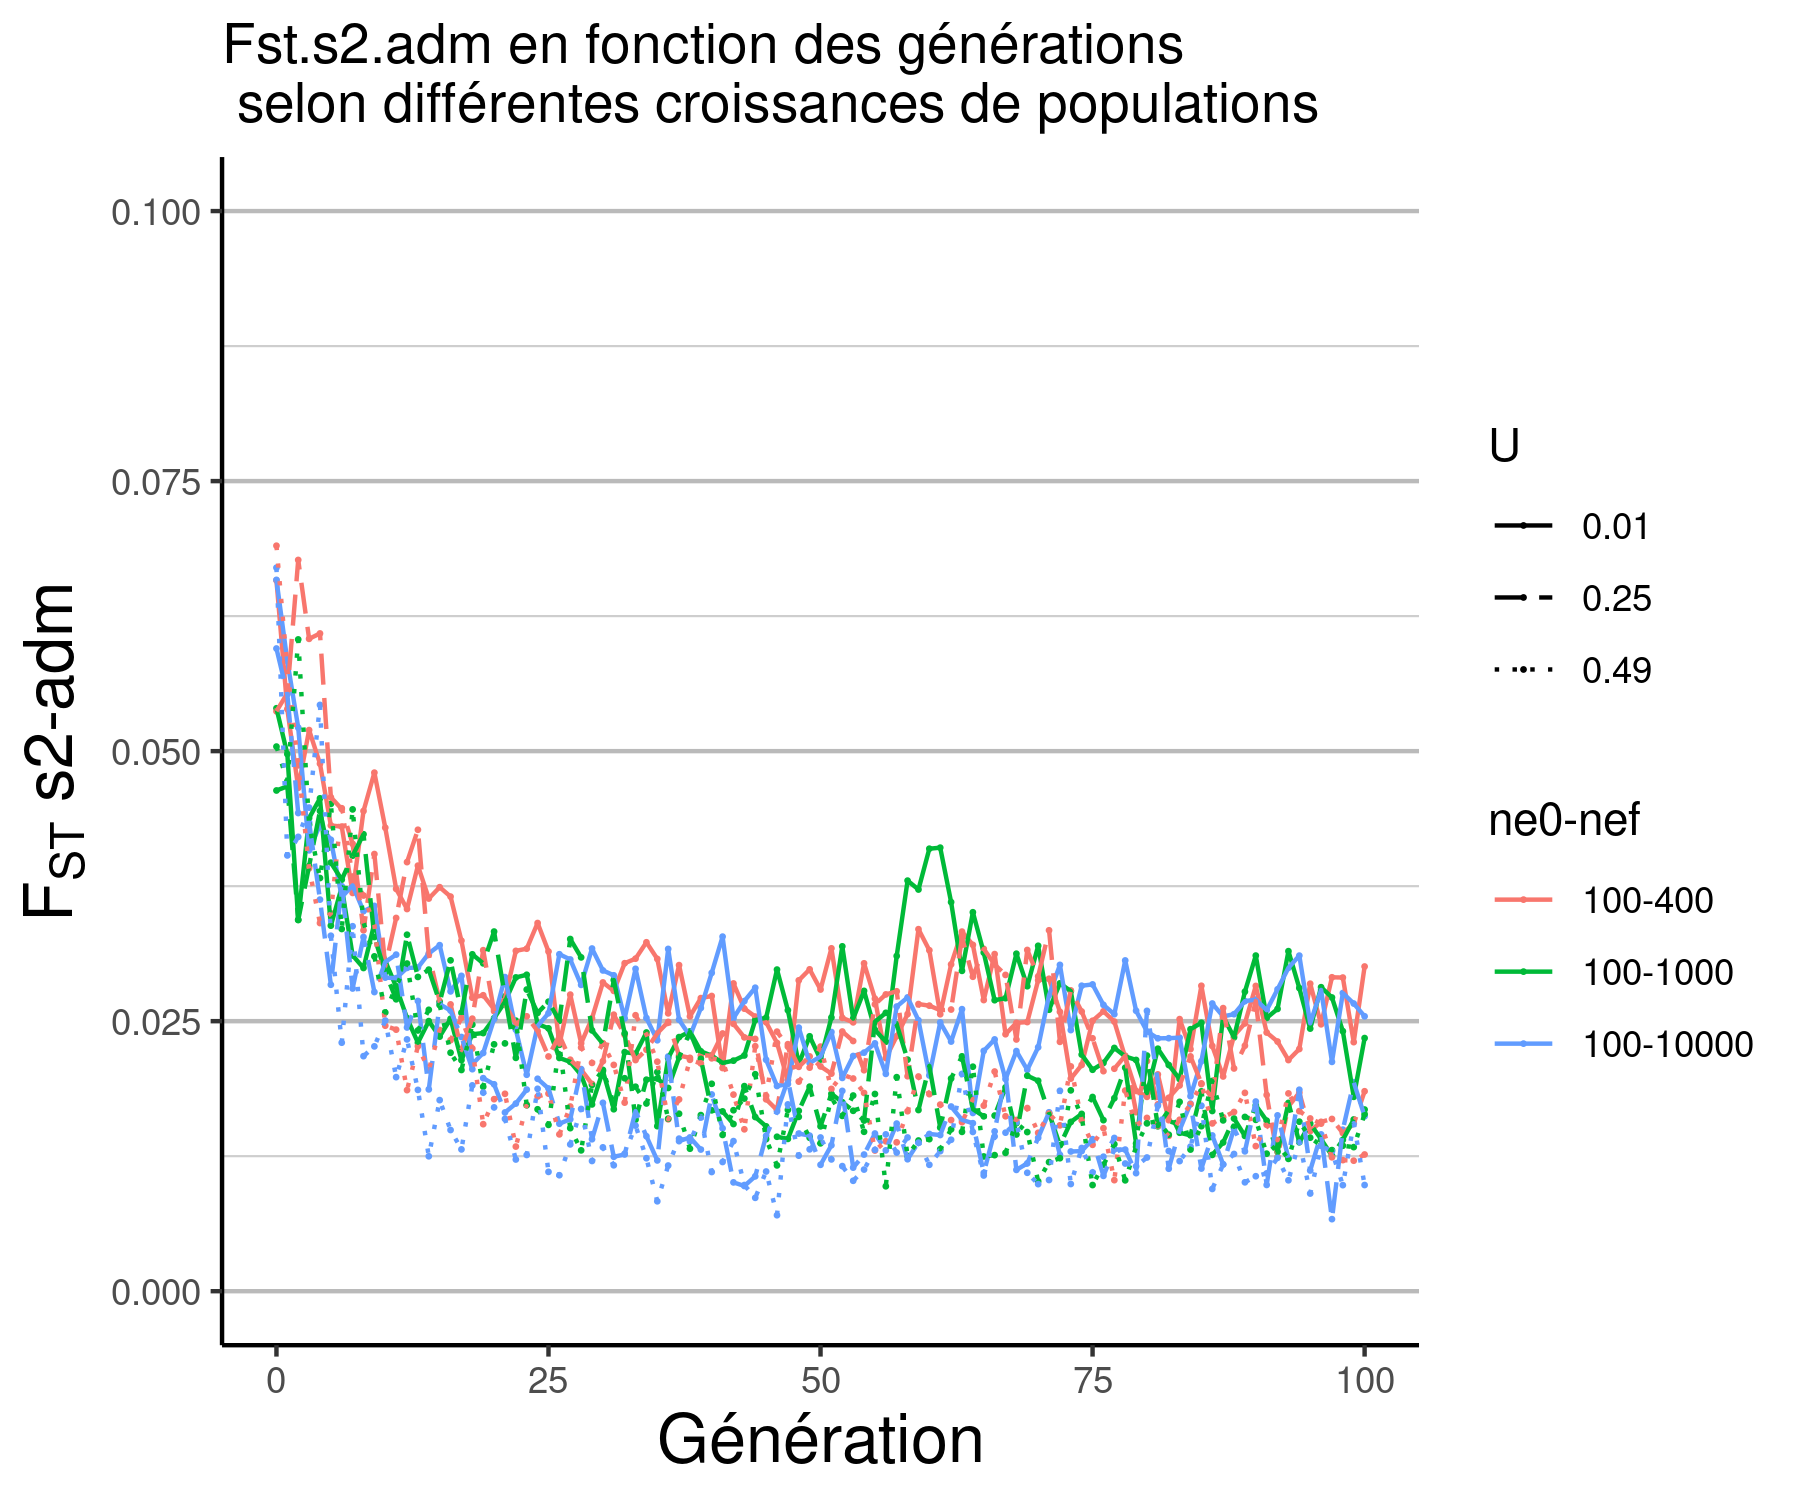 Fst.s2.adm en fonction des générations
selon différentes croissances de populations
0.100
0.075
0.050
0.025
0.000
F_ST s2-adm
0 25 50 75 100
Génération
U
0.01
0.25
0.49
ne0-nef
100-400
100-1000
100-10000